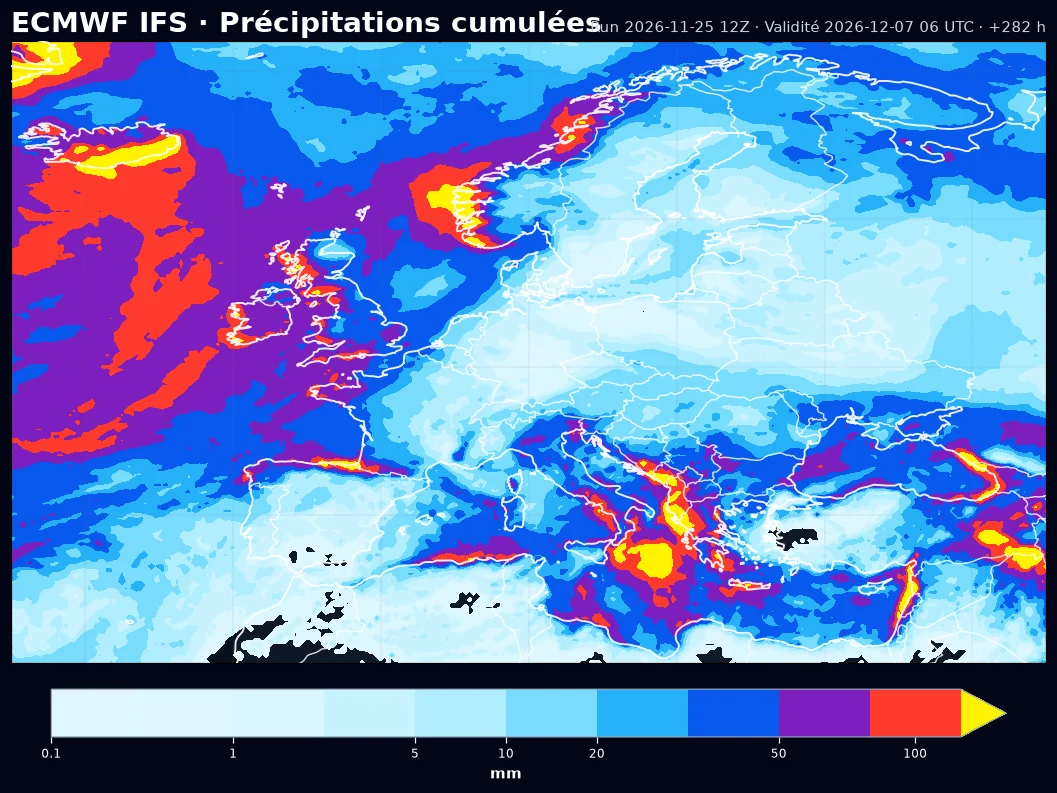 ECMWF IFS · Précipitations cumulées
Run 2026-11-25 12Z · Validité 2026-12-07 06 UTC · +282 h
0.1 1 5 10 20 50 100
mm